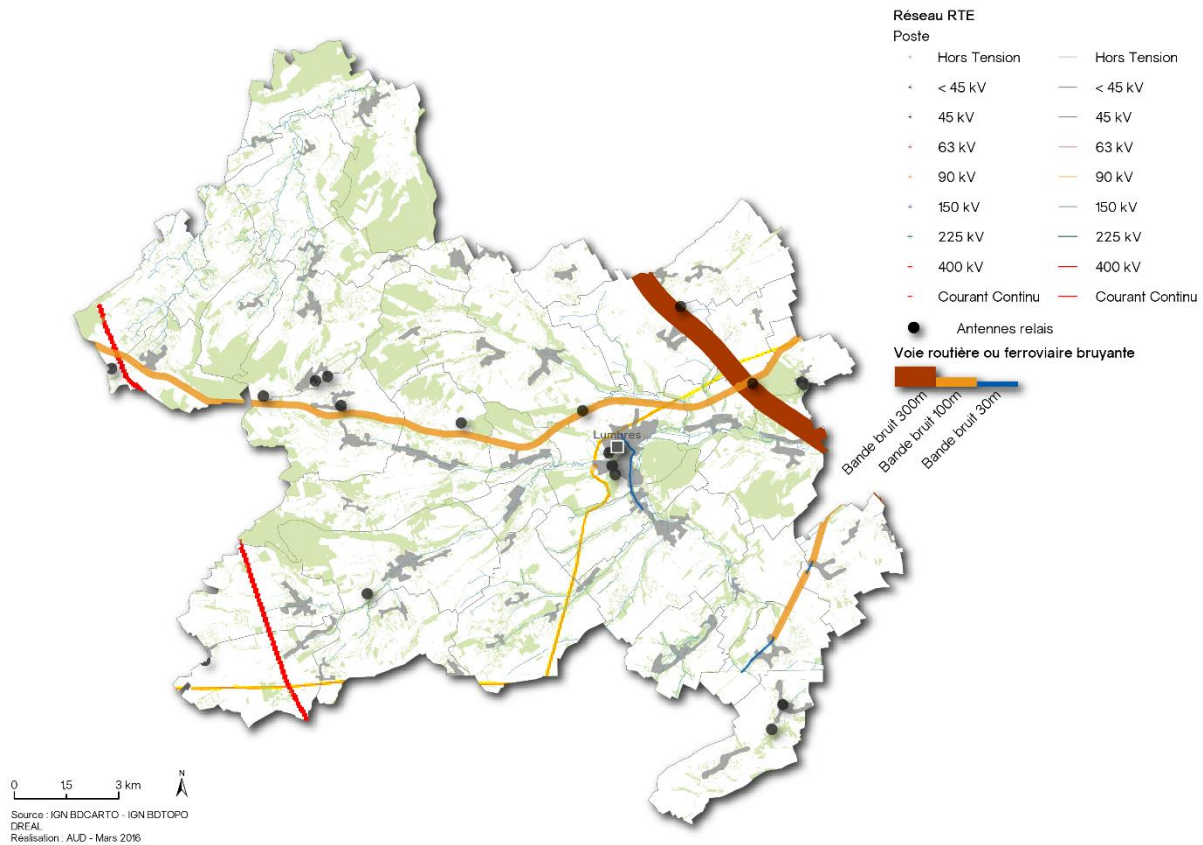 Réseau RTE
Poste
Hors Tension Hors Tension
< 45 kV < 45 kV
45 kV 45 kV
63 kV 63 kV
90 kV 90 kV
150 kV 150 kV
225 kV 225 kV
400 kV 400 kV
Courant Continu Courant Continu
Antennes relais
Voie routière ou ferroviaire bruyante
Bande bruit 300m
Bande bruit 100m
Bande bruit 30m
Lumbres
0 1,5 3 km
N
Source : IGN BDCARTO - IGN BDTOPO
DREAL
Réalisation : AUD - Mars 2016